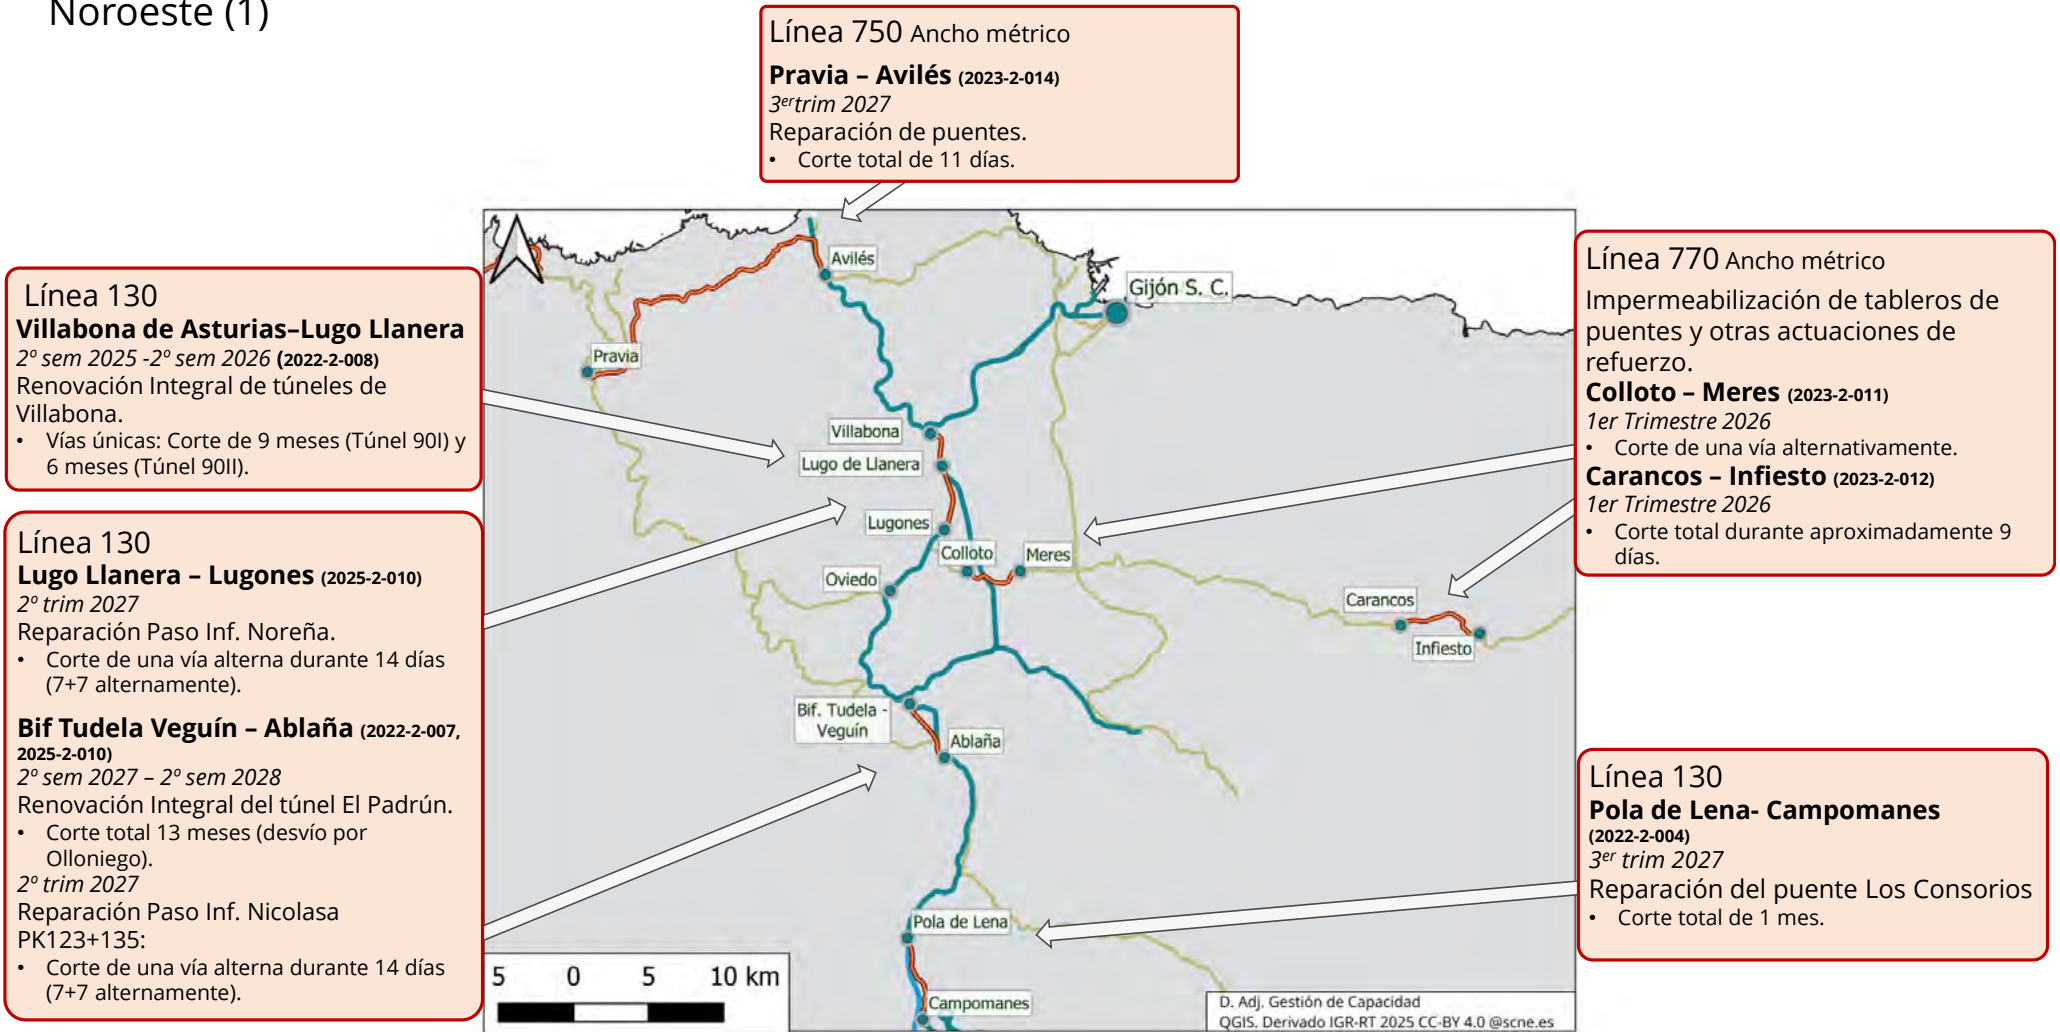 Noroeste (1)
Línea 750 Ancho métrico
Pravia – Avilés (2023-2-014)
3er trim 2027
Reparación de puentes.
• Corte total de 11 días.
Línea 130
Villabona de Asturias–Lugo Llanera
2º sem 2025 -2º sem 2026 (2022-2-008)
Renovación Integral de túneles de
Villabona.
• Vías únicas: Corte de 9 meses (Túnel 90I) y
6 meses (Túnel 90II).
Línea 130
Lugo Llanera – Lugones (2025-2-010)
2º trim 2027
Reparación Paso Inf. Noreña.
• Corte de una vía alterna durante 14 días
(7+7 alternamente).
Bif Tudela Veguín – Ablaña (2022-2-007,
2025-2-010)
2º sem 2027 – 2º sem 2028
Renovación Integral del túnel El Padrún.
• Corte total 13 meses (desvío por
Olloniego).
2º trim 2027
Reparación Paso Inf. Nicolasa
PK123+135:
• Corte de una vía alterna durante 14 días
(7+7 alternamente).
Línea 770 Ancho métrico
Impermeabilización de tableros de
puentes y otras actuaciones de
refuerzo.
Colloto – Meres (2023-2-011)
1er Trimestre 2026
• Corte de una vía alternativamente.
Carancos – Infiesto (2023-2-012)
1er Trimestre 2026
• Corte total durante aproximadamente 9
días.
Línea 130
Pola de Lena- Campomanes
(2022-2-004)
3er trim 2027
Reparación del puente Los Consorios
• Corte total de 1 mes.
Avilés
Gijón S. C.
Pravia
Villabona
Lugo de Llanera
Lugones
Colloto
Meres
Oviedo
Carancos
Infiesto
Bif. Tudela -
Veguín
Ablaña
Pola de Lena
Campomanes
5 0 5 10 km
D. Adj. Gestión de Capacidad
QGIS. Derivado IGR-RT 2025 CC-BY 4.0 @scne.es